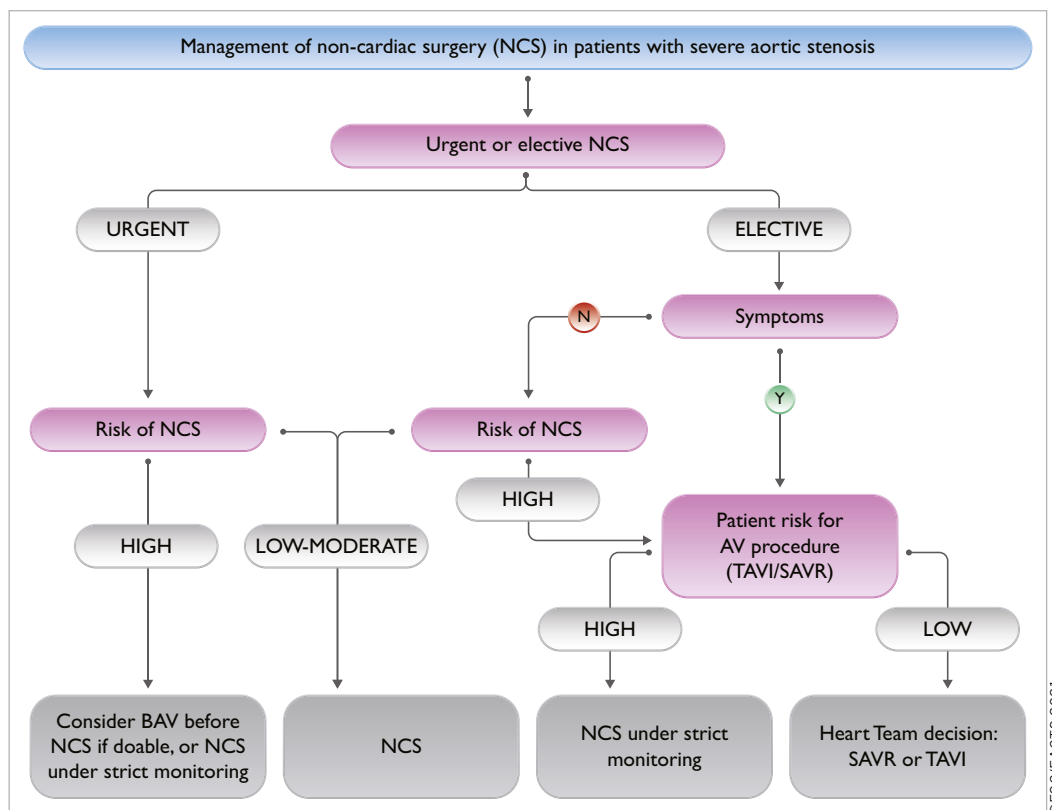 Management of non-cardiac surgery (NCS) in patients with severe aortic stenosis
Urgent or elective NCS
URGENT
ELECTIVE
N
Symptoms
Y
Risk of NCS
Risk of NCS
HIGH
Patient risk for
AV procedure
(TAVI/SAVR)
HIGH
LOW-MODERATE
HIGH
LOW
Consider BAV before
NCS if doable, or NCS
under strict monitoring
NCS
NCS under strict
monitoring
Heart Team decision:
SAVR or TAVI